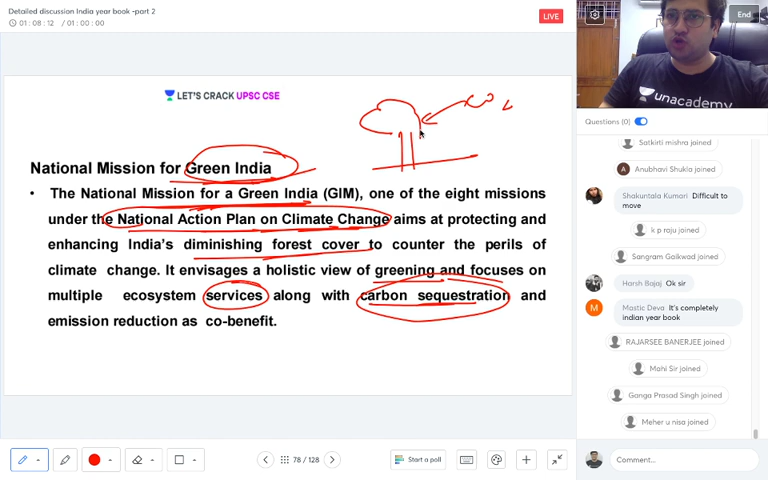 Detailed discussion India year book -part 2
01 : 08 : 12 / 01 : 00 : 00
LIVE
End
unacademy
LET'S CRACK UPSC CSE
CO2
National Mission for Green India
• The National Mission for a Green India (GIM), one of the eight missions
under the National Action Plan on Climate Change aims at protecting and
enhancing India's diminishing forest cover to counter the perils of
climate change. It envisages a holistic view of greening and focuses on
multiple ecosystem services along with carbon sequestration and
emission reduction as co-benefit.
Questions (0)
Satkirti mishra joined
A
Anubhavi Shukla joined
Shakuntala Kumari Difficult to
move
k p raju joined
Sangram Gaikwad joined
Harsh Bajaj Ok sir
M
Mastic Deva It's completely
indian year book
RAJARSEE BANERJEE joined
Mahi Sir joined
Ganga Prasad Singh joined
Meher u nisa joined
78 / 128
Start a poll
Comment...